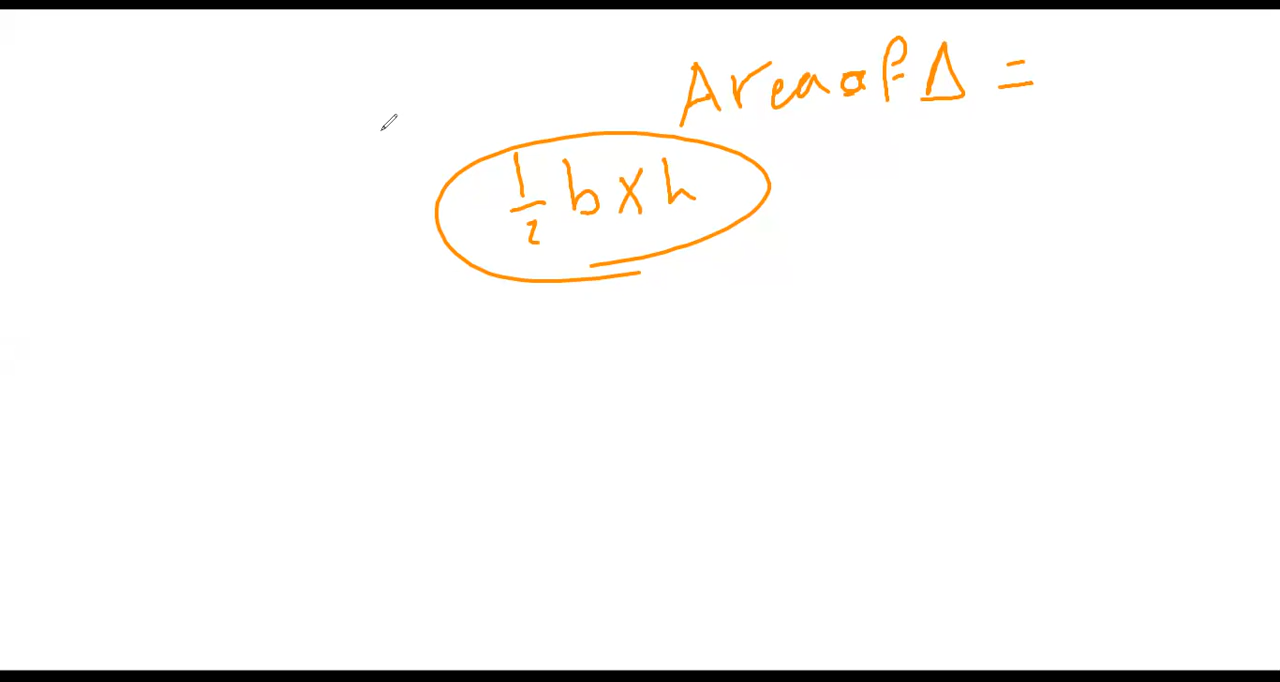 Area of Δ =
1/2 b x h